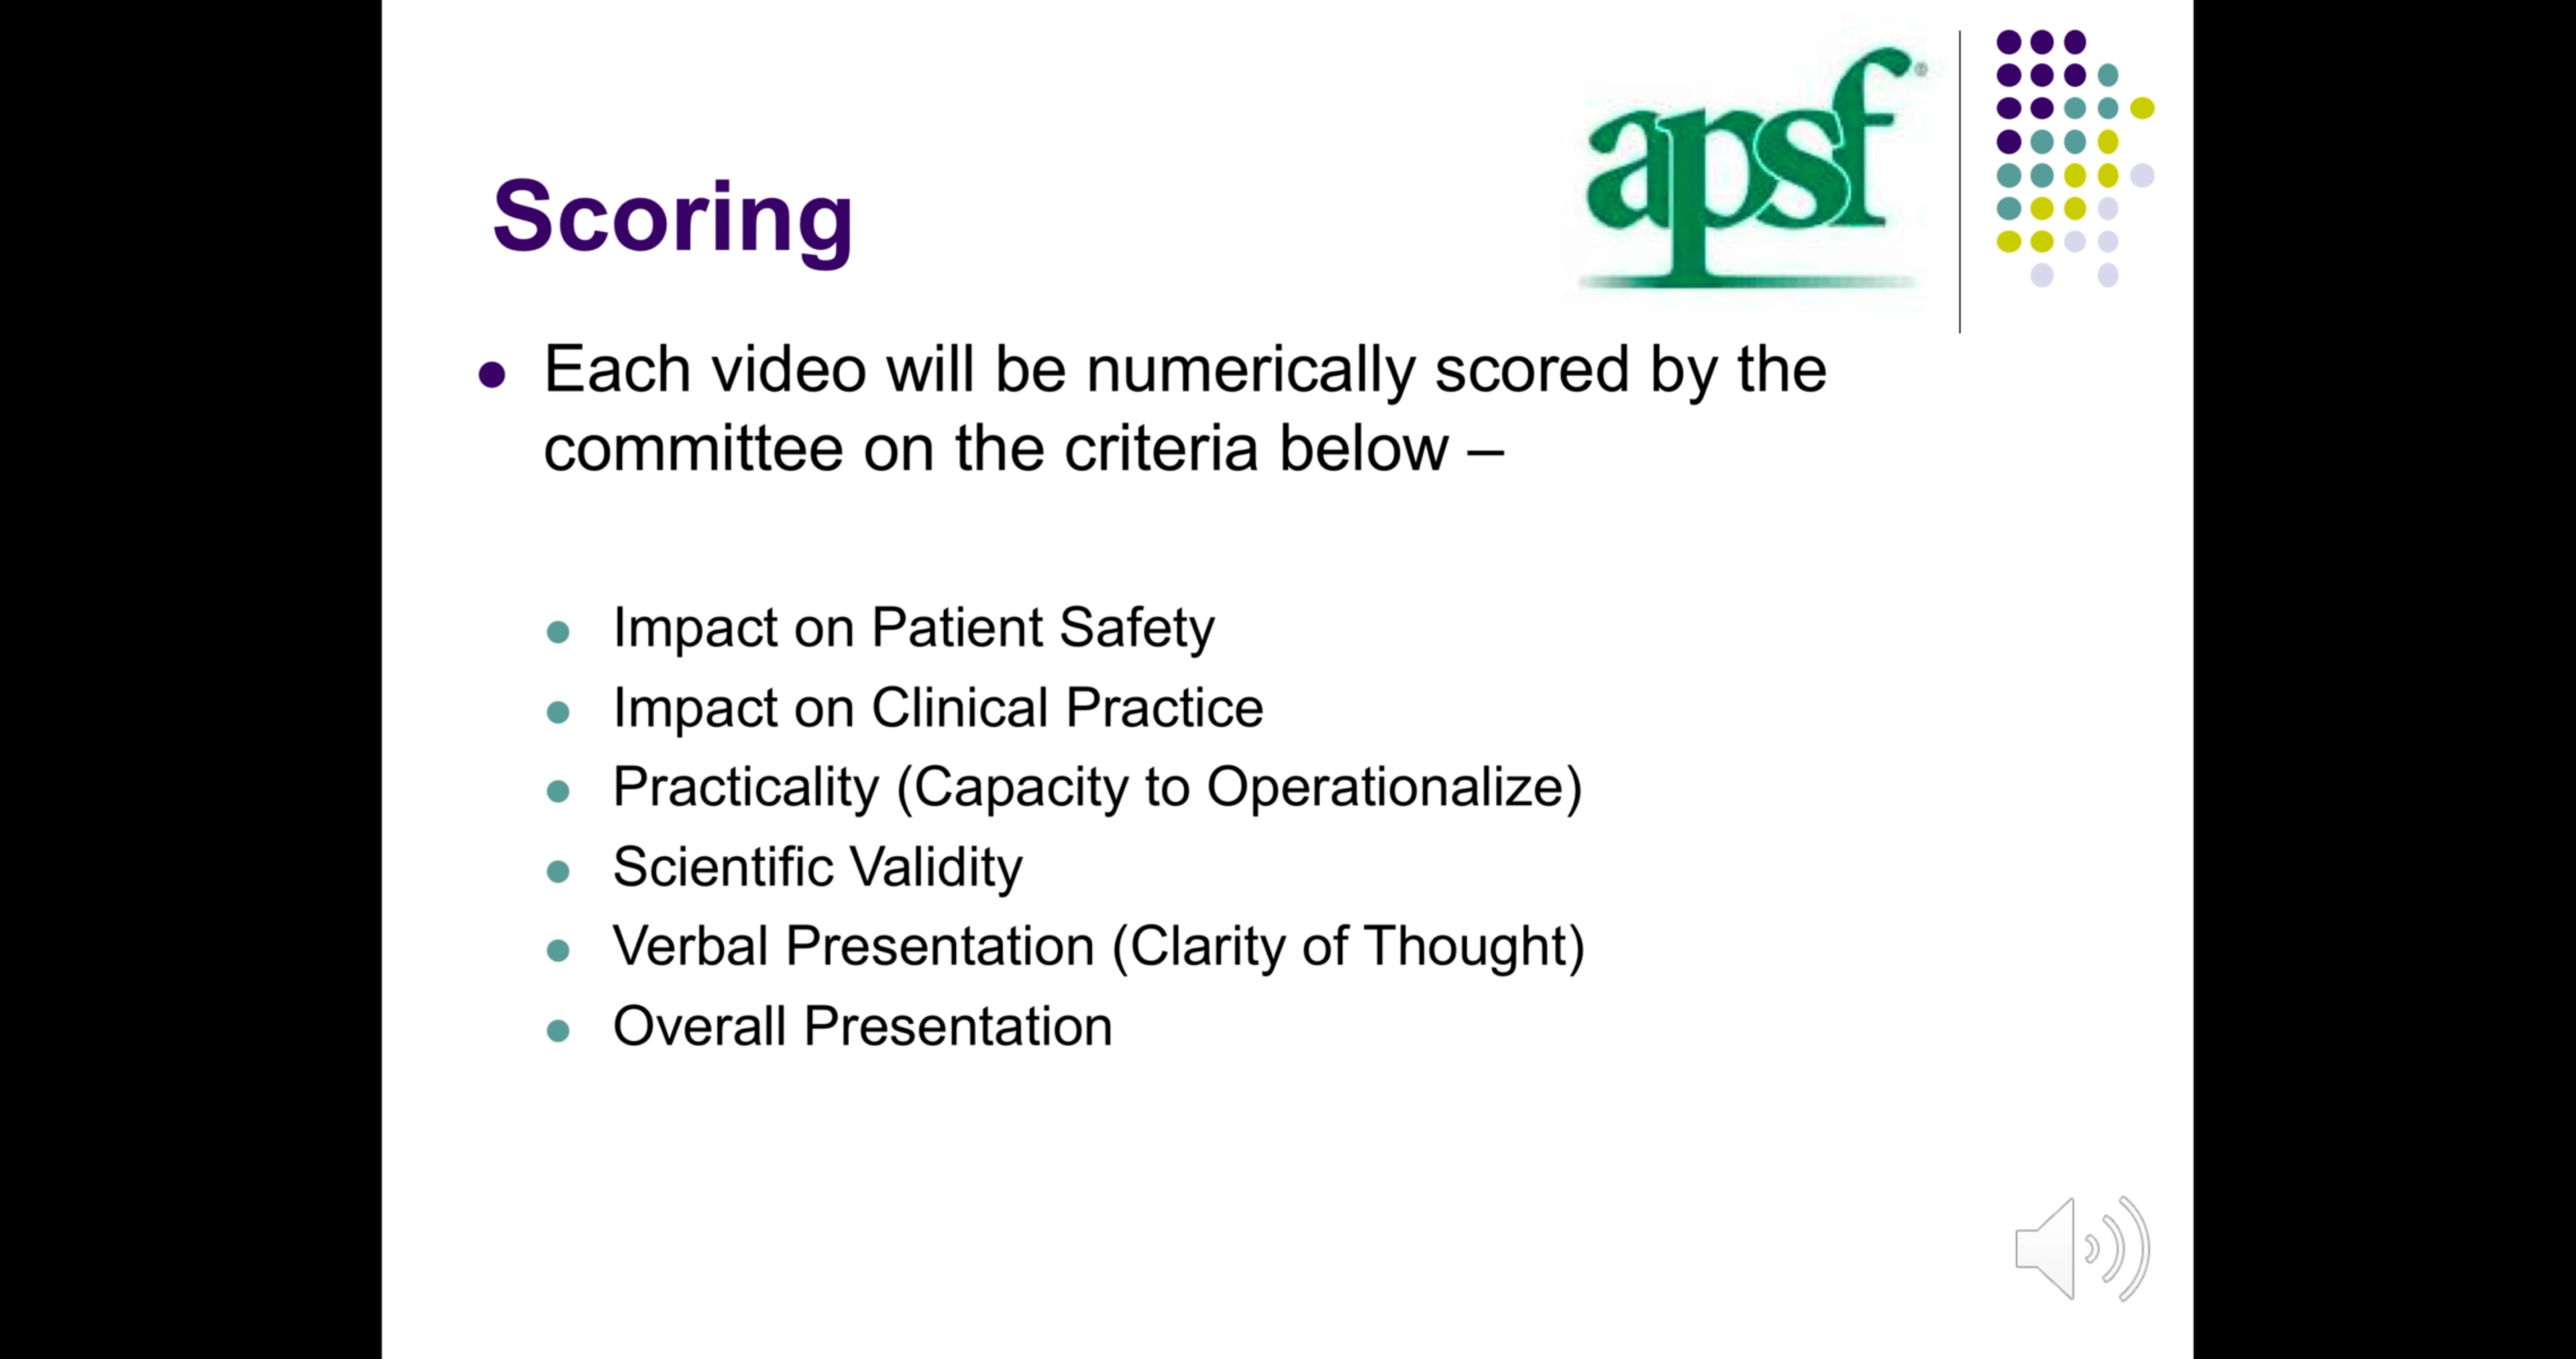 apsf®
Scoring
Each video will be numerically scored by the
committee on the criteria below –
Impact on Patient Safety
Impact on Clinical Practice
Practicality (Capacity to Operationalize)
Scientific Validity
Verbal Presentation (Clarity of Thought)
Overall Presentation